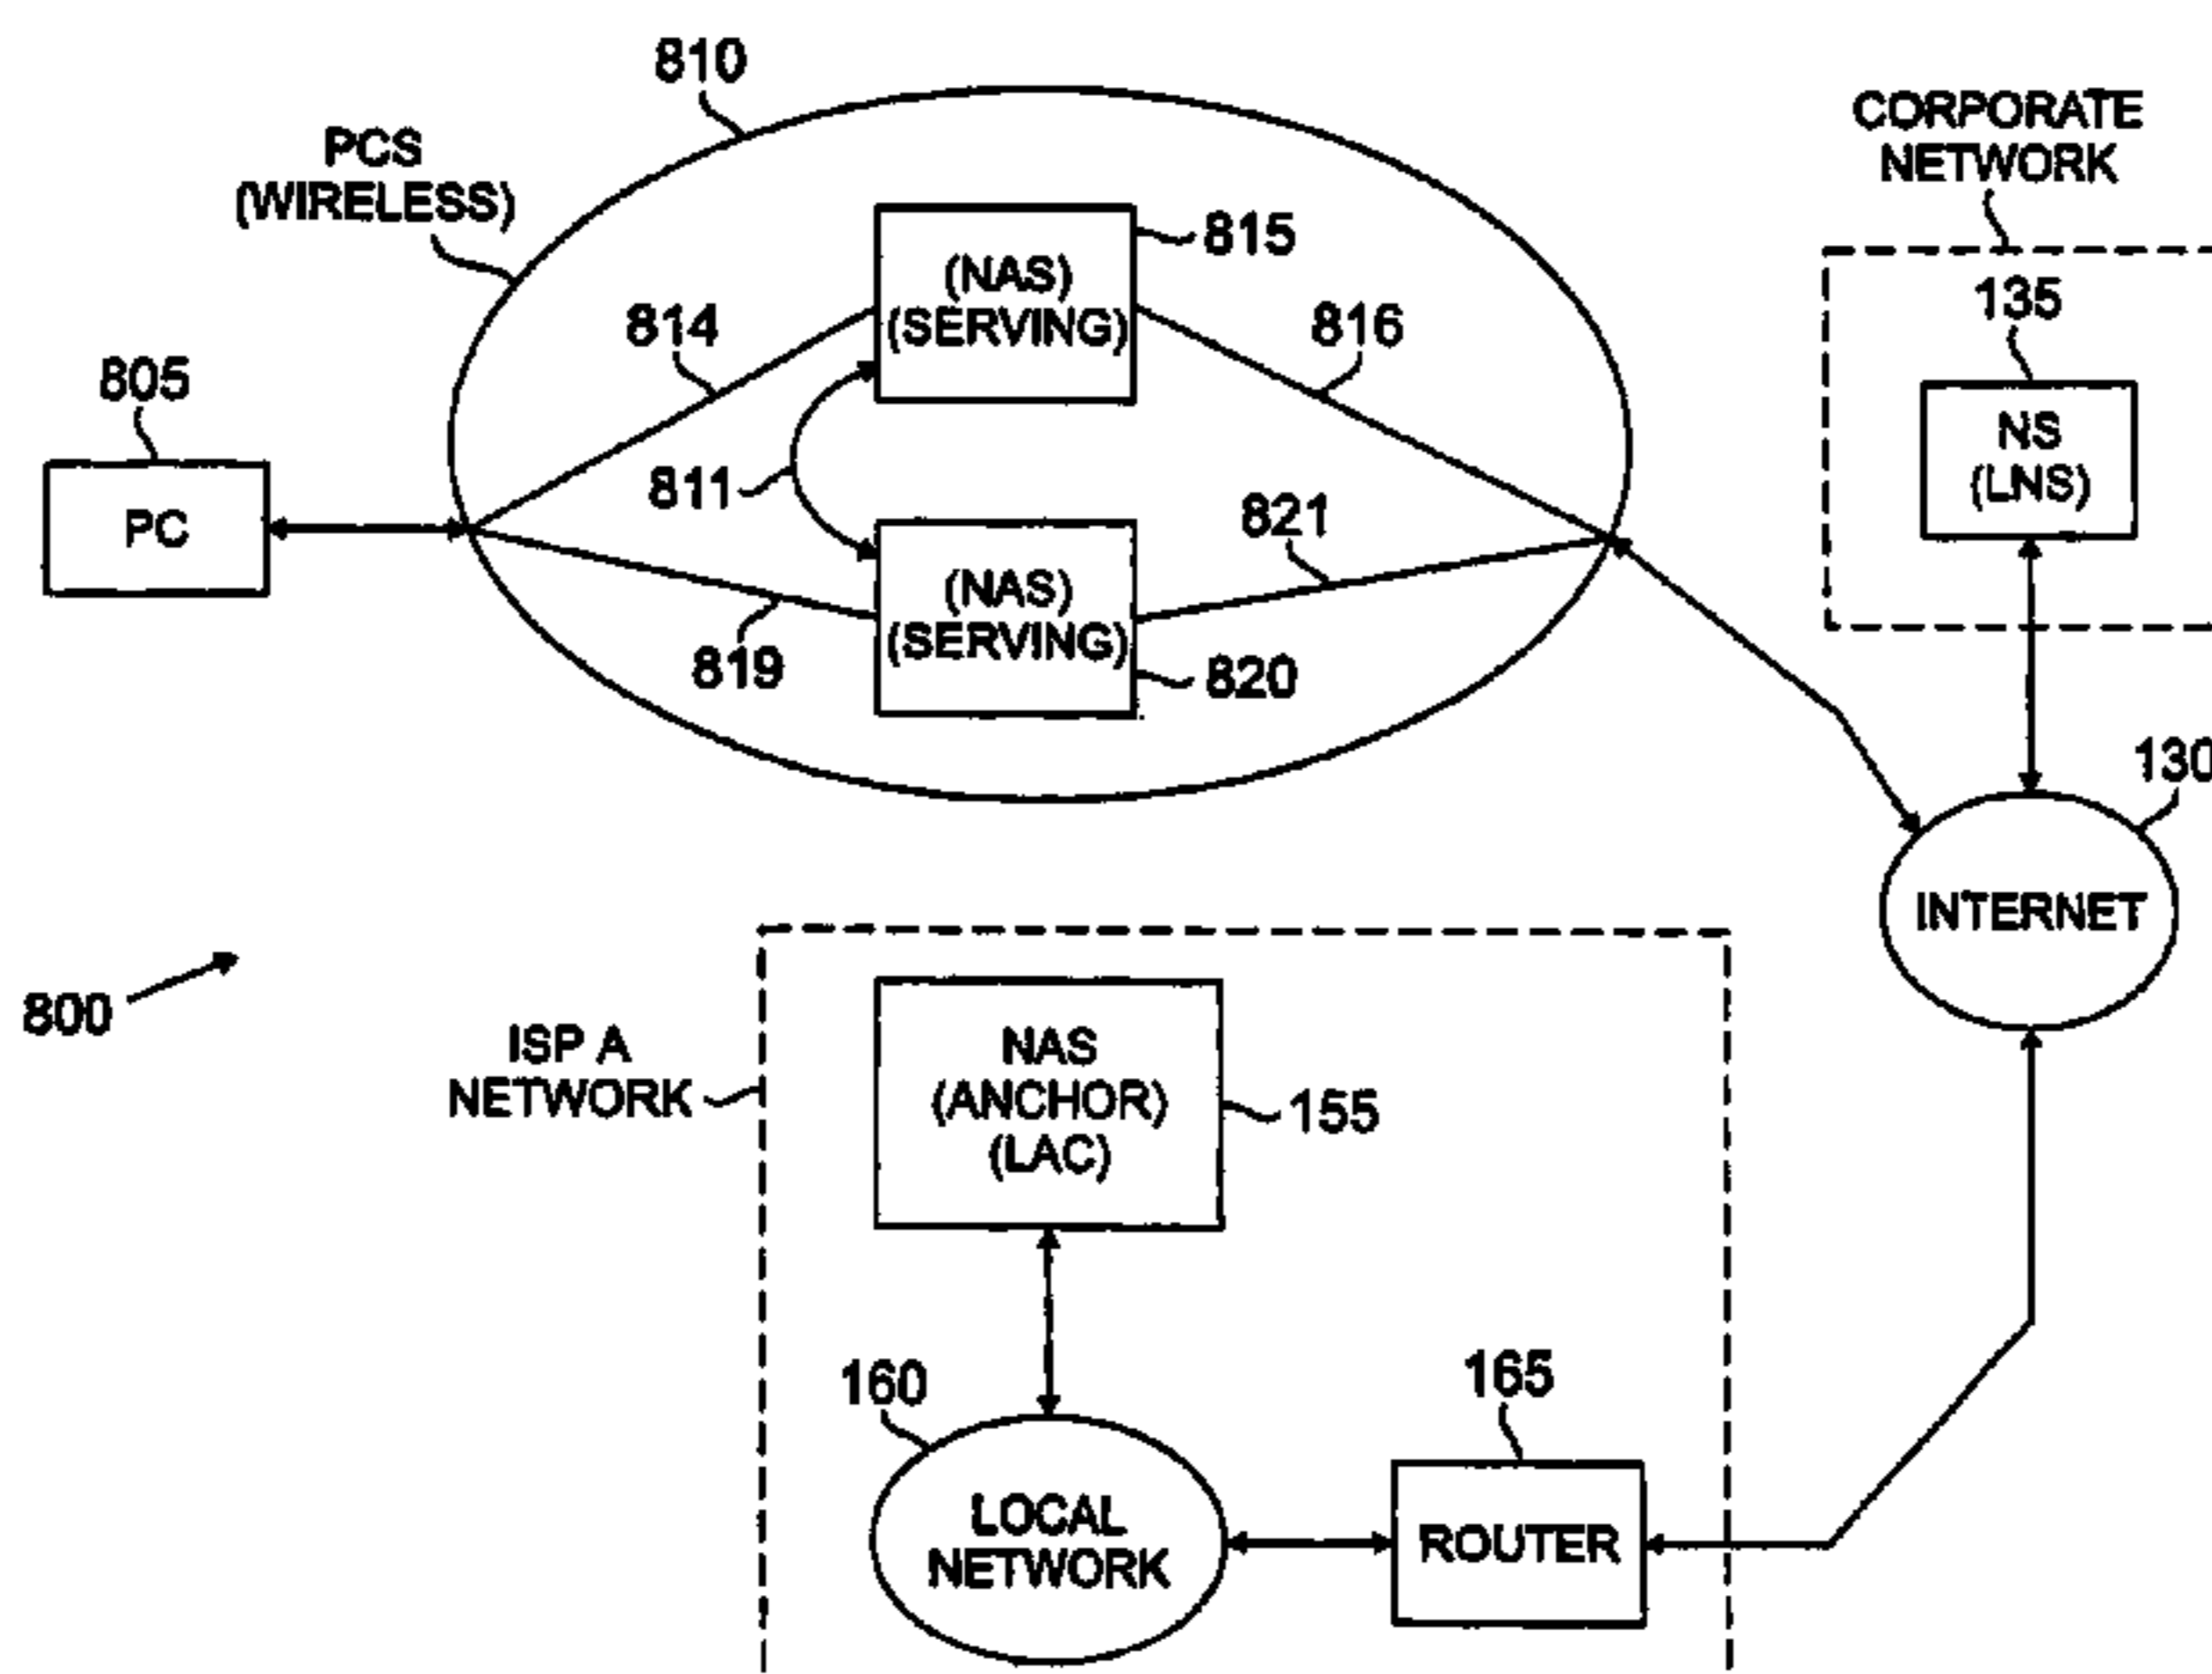 810
PCS
(WIRELESS)
CORPORATE
NETWORK
815
(NAS)
(SERVING)
814
816
135
805
NS
(LNS)
811
PC
821
(NAS)
(SERVING)
819
820
130
INTERNET
800
ISP A
NETWORK
NAS
(ANCHOR)
(LAC)
155
160
165
LOCAL
NETWORK
ROUTER